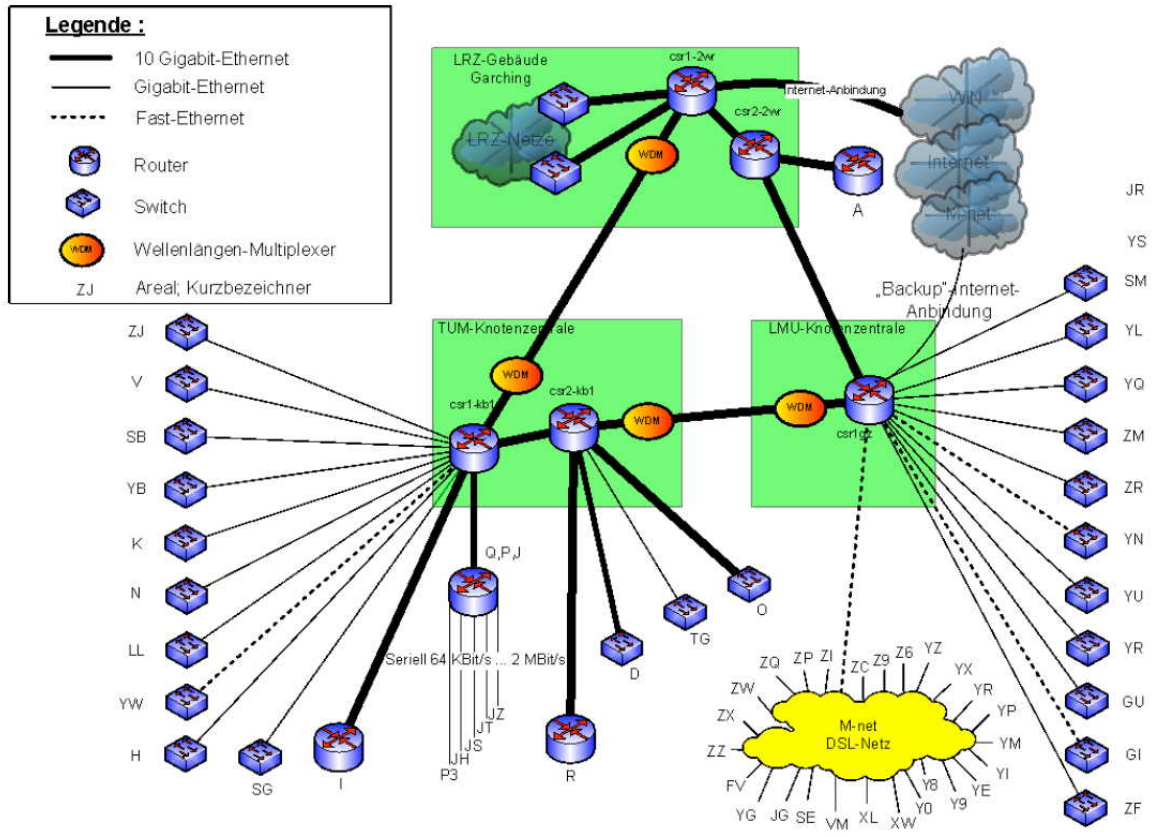 Legende :
10 Gigabit-Ethernet
Gigabit-Ethernet
Fast-Ethernet
Router
Switch
WDM
Wellenlängen-Multiplexer
ZJ
Areal; Kurzbezeichner
LRZ-Gebäude
Garching
csr1-2wr
csr2-2wr
LRZ-Netze
WDM
Internet-Anbindung
WiN
Internet
M-net
A
„Backup"-Internet-
Anbindung
TUM-Knotenzentrale
WDM
csr1-kb1
csr2-kb1
WDM
LMU-Knotenzentrale
WDM
csr1gz
ZJ
V
SB
YB
K
N
LL
YW
H
SG
I
Q,P,J
Seriell 64 KBit/s ... 2 MBit/s
P3
JH
JS
JT
JZ
R
D
TG
O
JR
YS
SM
YL
YQ
ZM
ZR
YN
YU
YR
GU
GI
ZF
M-net
DSL-Netz
ZZ
ZX
ZW
ZQ
ZP
ZI
ZC
Z9
Z6
YZ
YX
YR
YP
YM
YI
YE
Y9
Y8
Y0
XW
XL
VM
SE
JG
YG
FV